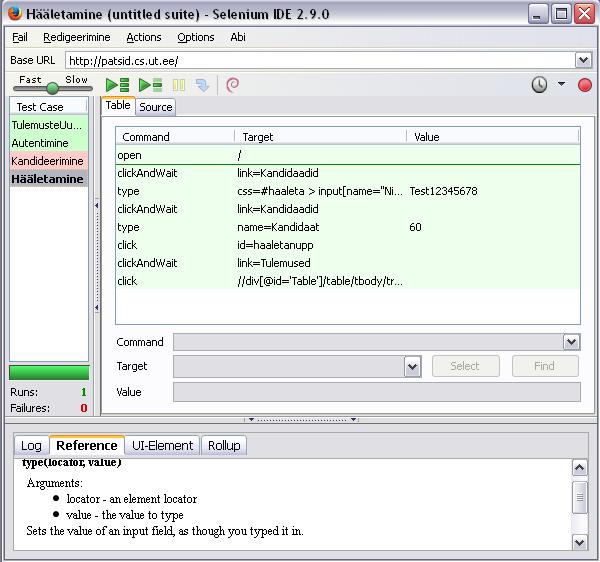 Hääletamine (untitled suite) - Selenium IDE 2.9.0
Fail Redigeerimine Actions Options Abi
Base URL http://patsid.cs.ut.ee/
Fast Slow
Test Case
TulemusteUu...
Autentimine
Kandideerimine
Hääletamine
Table Source
Command Target Value
open /
clickAndWait link=Kandidaadid
type css=#haaleta > input[name="Ni... Test12345678
clickAndWait link=Kandidaadid
type name=Kandidaat 60
click id=haaletanupp
clickAndWait link=Tulemused
click //div[@id='Table']/table/tbody/tr...
Command
Target Select Find
Value
Runs: 1
Failures: 0
Log Reference UI-Element Rollup
type(locator, value)
Arguments:
• locator - an element locator
• value - the value to type
Sets the value of an input field, as though you typed it in.